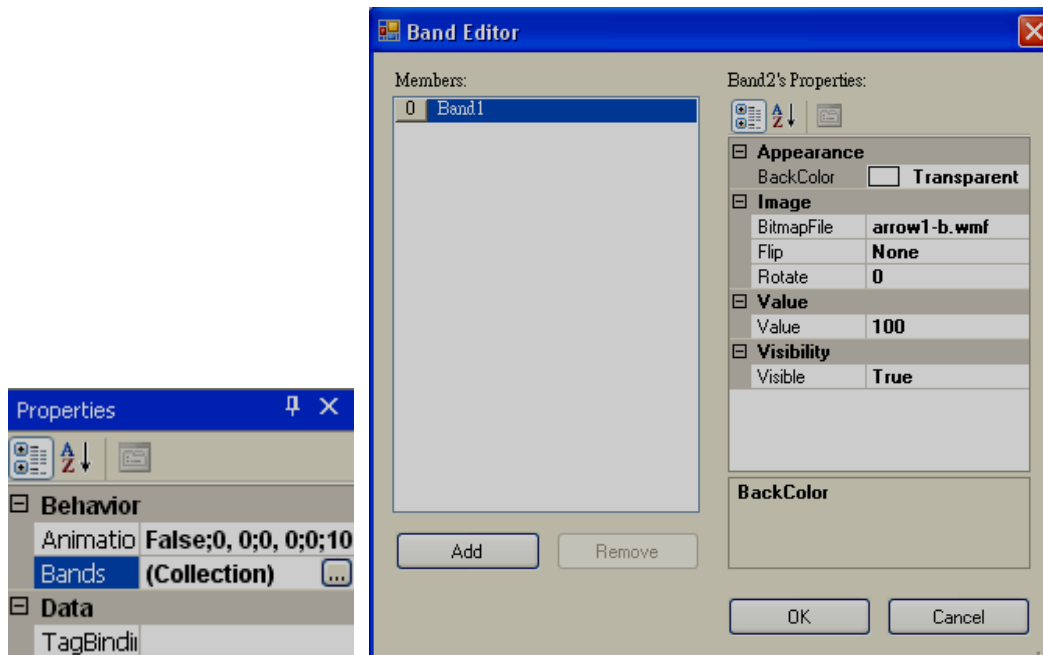 Properties
Behavior
Animatio False;0, 0;0, 0;0;10
Bands (Collection) ...
Data
TagBindii
Band Editor
Members:
0 Band1
Add
Remove
Band2's Properties:
Appearance
BackColor Transparent
Image
BitmapFile arrow1-b.wmf
Flip None
Rotate 0
Value
Value 100
Visibility
Visible True
BackColor
OK
Cancel